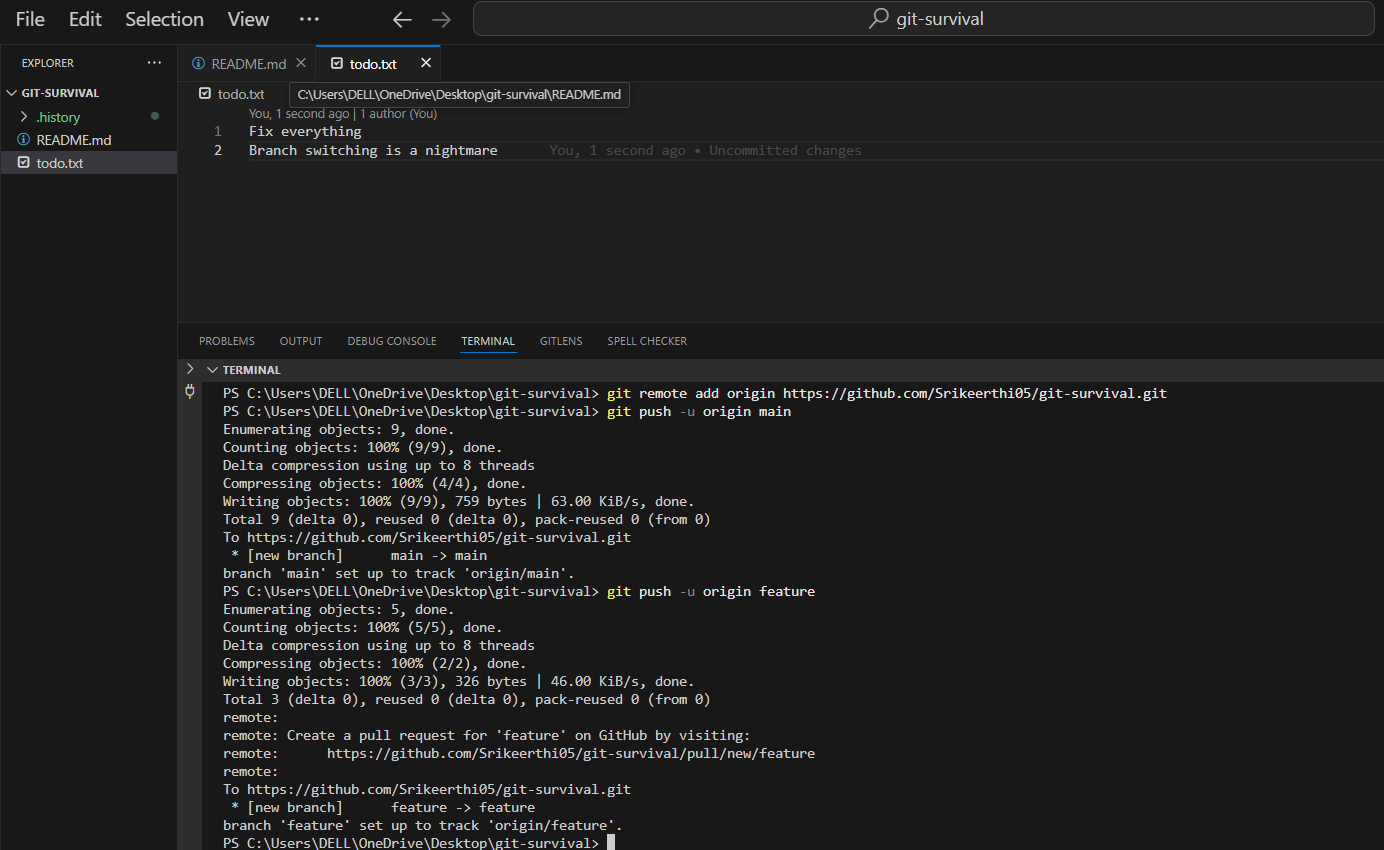 File Edit Selection View ··· ← → git-survival
EXPLORER ···
GIT-SURVIVAL
.history
README.md
todo.txt
README.md × todo.txt ×
todo.txt
C:\Users\DELL\OneDrive\Desktop\git-survival\README.md
You, 1 second ago | 1 author (You)
1 Fix everything
2 Branch switching is a nightmare You, 1 second ago • Uncommitted changes
PROBLEMS OUTPUT DEBUG CONSOLE TERMINAL GITLENS SPELL CHECKER
TERMINAL
PS C:\Users\DELL\OneDrive\Desktop\git-survival> git remote add origin https://github.com/Srikeerthi05/git-survival.git
PS C:\Users\DELL\OneDrive\Desktop\git-survival> git push -u origin main
Enumerating objects: 9, done.
Counting objects: 100% (9/9), done.
Delta compression using up to 8 threads
Compressing objects: 100% (4/4), done.
Writing objects: 100% (9/9), 759 bytes | 63.00 KiB/s, done.
Total 9 (delta 0), reused 0 (delta 0), pack-reused 0 (from 0)
To https://github.com/Srikeerthi05/git-survival.git
* [new branch] main -> main
branch 'main' set up to track 'origin/main'.
PS C:\Users\DELL\OneDrive\Desktop\git-survival> git push -u origin feature
Enumerating objects: 5, done.
Counting objects: 100% (5/5), done.
Delta compression using up to 8 threads
Compressing objects: 100% (2/2), done.
Writing objects: 100% (3/3), 326 bytes | 46.00 KiB/s, done.
Total 3 (delta 0), reused 0 (delta 0), pack-reused 0 (from 0)
remote:
remote: Create a pull request for 'feature' on GitHub by visiting:
remote: https://github.com/Srikeerthi05/git-survival/pull/new/feature
remote:
To https://github.com/Srikeerthi05/git-survival.git
* [new branch] feature -> feature
branch 'feature' set up to track 'origin/feature'.
PS C:\Users\DELL\OneDrive\Desktop\git-survival>